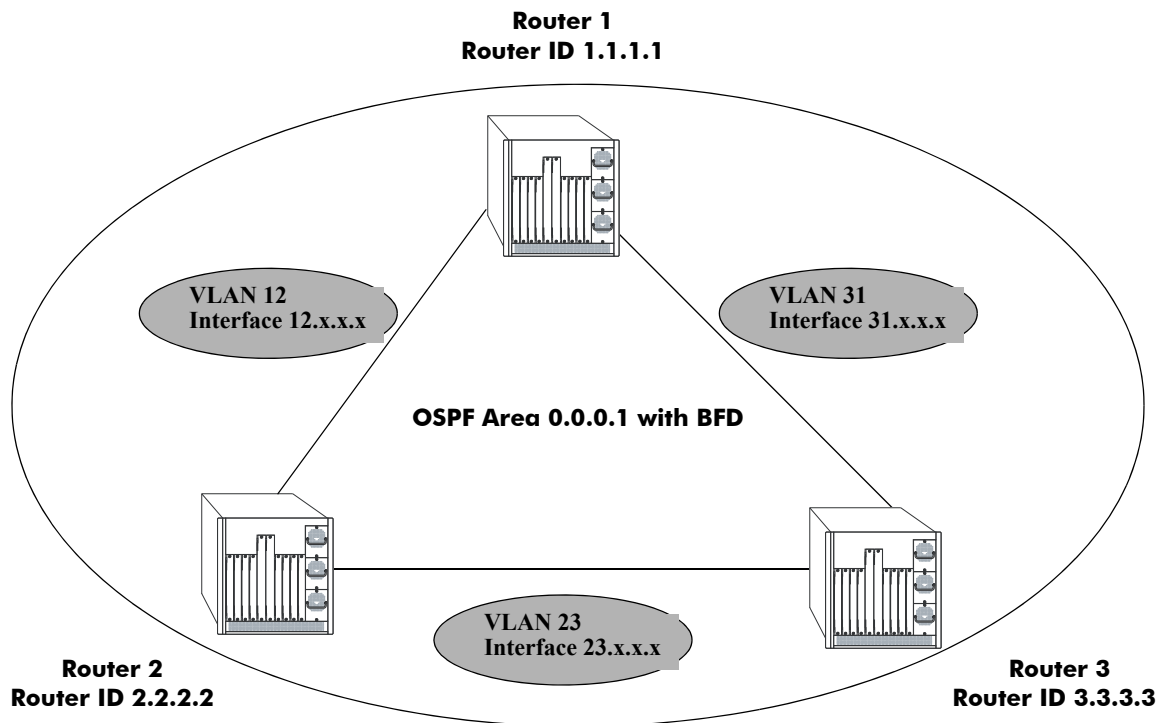 Router 1
Router ID 1.1.1.1
VLAN 12
Interface 12.x.x.x
VLAN 31
Interface 31.x.x.x
OSPF Area 0.0.0.1 with BFD
VLAN 23
Interface 23.x.x.x
Router 2
Router ID 2.2.2.2
Router 3
Router ID 3.3.3.3